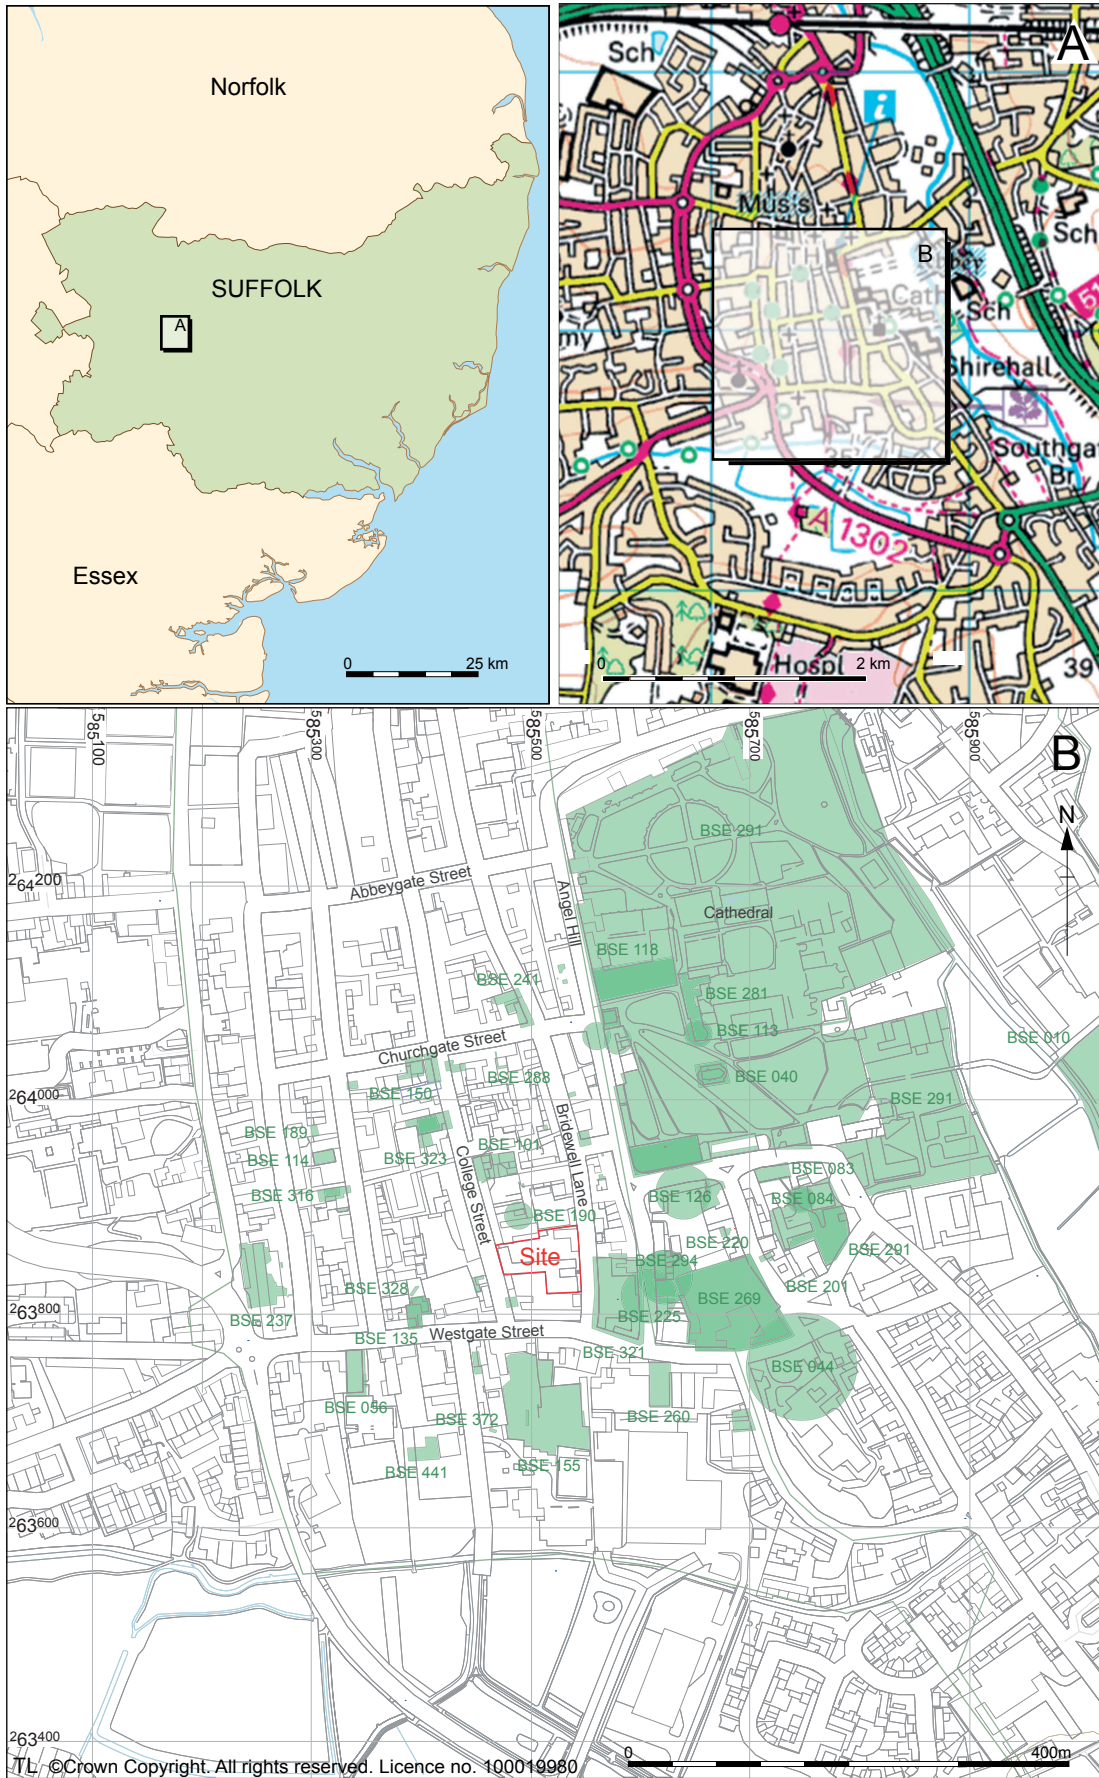 Norfolk
SUFFOLK
A
Essex
0
25 km
A
Sch
i
Mus's
B
TH
Cath
Sch
Sch
51
my
Shirehall
35
Southgat
Br
A 1302
Hospl
39
0
2 km
B
585100
585300
585500
585700
585900
N
BSE 291
264200
Abbeygate Street
Angel Hill
Cathedral
BSE 118
BSE 241
BSE 281
BSE 113
BSE 010
Churchgate Street
BSE 288
BSE 040
BSE 150
BSE 291
264000
Bridewell Lane
BSE 189
BSE 101
BSE 114
BSE 323
College Street
BSE 083
BSE 316
BSE 126
BSE 084
BSE 190
BSE 220
BSE 291
Site
BSE 294
BSE 328
BSE 201
BSE 269
263800
BSE 237
BSE 225
BSE 135
Westgate Street
BSE 321
BSE 044
BSE 056
BSE 372
BSE 260
BSE 441
BSE 155
263600
263400
TL ©Crown Copyright. All rights reserved. Licence no. 100019980
0
400m